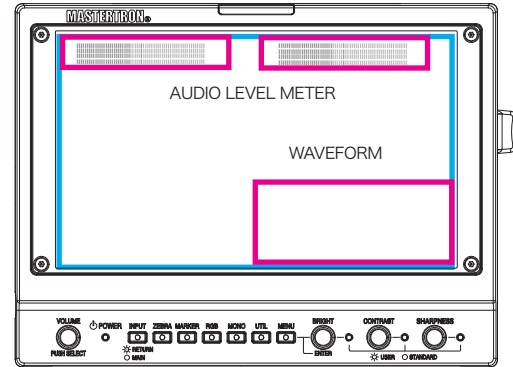 MASTERTRON®
AUDIO LEVEL METER
WAVEFORM
VOLUME POWER INPUT ZEBRA MARKER RGB MONO UTIL MENU BRIGHT CONTRAST SHARPNESS
PUSH SELECT RETURN ENTER USER STANDARD
MAIN